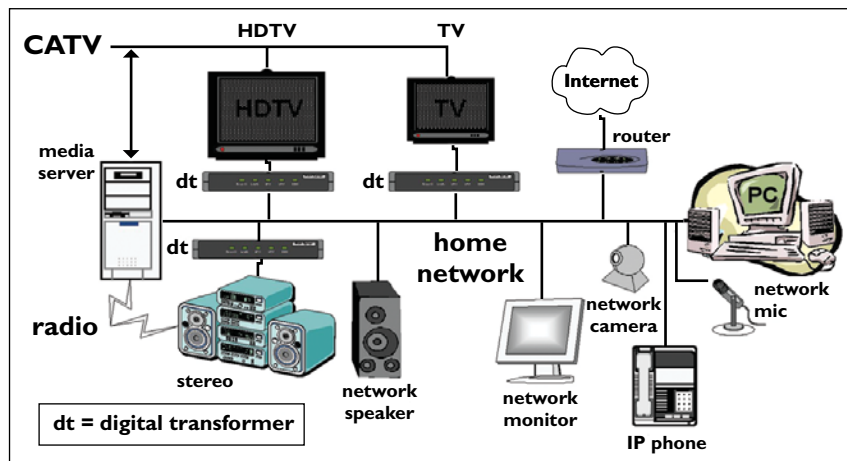 HDTV
TV
CATV
HDTV
TV
Internet
media
server
router
dt
dt
PC
dt
home
network
network
camera
network
mic
radio
stereo
network
speaker
network
monitor
IP phone
dt = digital transformer